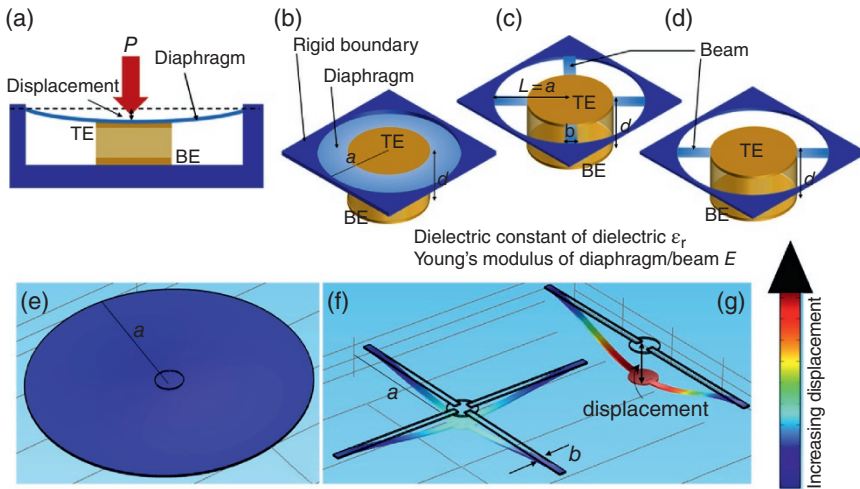 (a)
P
Displacement
Diaphragm
TE
BE
(b)
Rigid boundary
Diaphragm
TE
a
d
BE
(c)
L = a
TE
b
d
BE
(d)
Beam
TE
d
BE
Dielectric constant of dielectric εr
Young's modulus of diaphragm/beam E
(e)
a
(f)
a
b
(g)
displacement
Increasing displacement